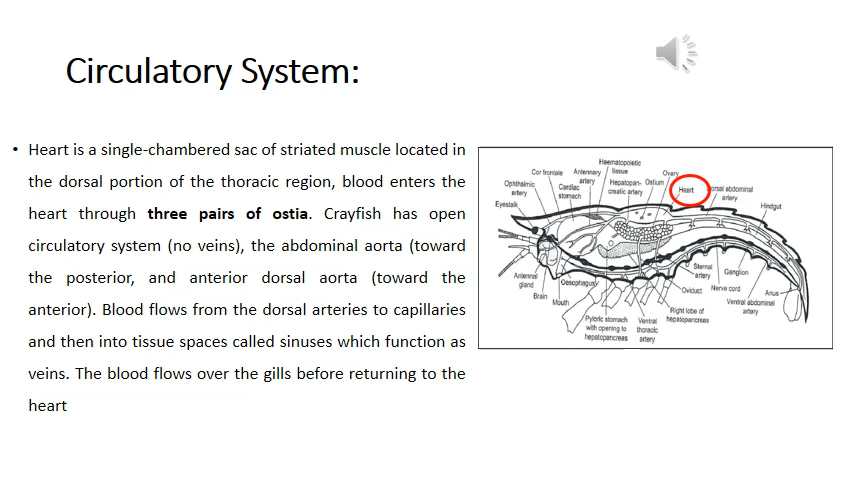 Circulatory System:
• Heart is a single-chambered sac of striated muscle located in
the dorsal portion of the thoracic region, blood enters the
heart through three pairs of ostia. Crayfish has open
circulatory system (no veins), the abdominal aorta (toward
the posterior, and anterior dorsal aorta (toward the
anterior). Blood flows from the dorsal arteries to capillaries
and then into tissue spaces called sinuses which function as
veins. The blood flows over the gills before returning to the
heart
Haematopoietic
tissue
Cor frontale
Antennery
artery
Ovary
Hepatopan-
creatic artery
Ostium
Ophthalmic
artery
Cardiac
stomach
Heart
dorsal abdominal
artery
Eyestalk
Hindgut
Antennal
gland
Oesophagus
Sternal
artery
Ganglion
Brain
Mouth
Oviduct
Nerve cord
Anus
Ventral abdominal
artery
Right lobe of
hepatopancrees
Pyloric stomach
with opening to
hepatopancreas
Ventral
thoracic
artery